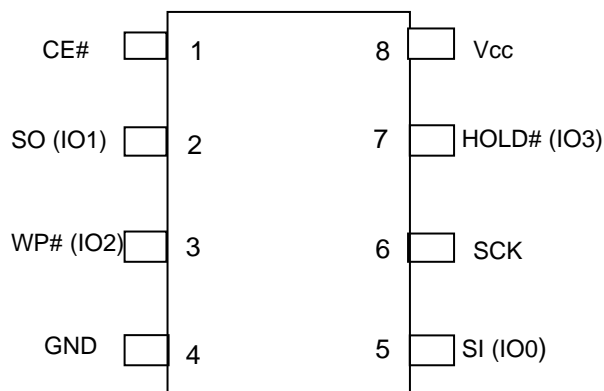 CE# 1 8 Vcc
SO (IO1) 2 7 HOLD# (IO3)
WP# (IO2) 3 6 SCK
GND 4 5 SI (IO0)